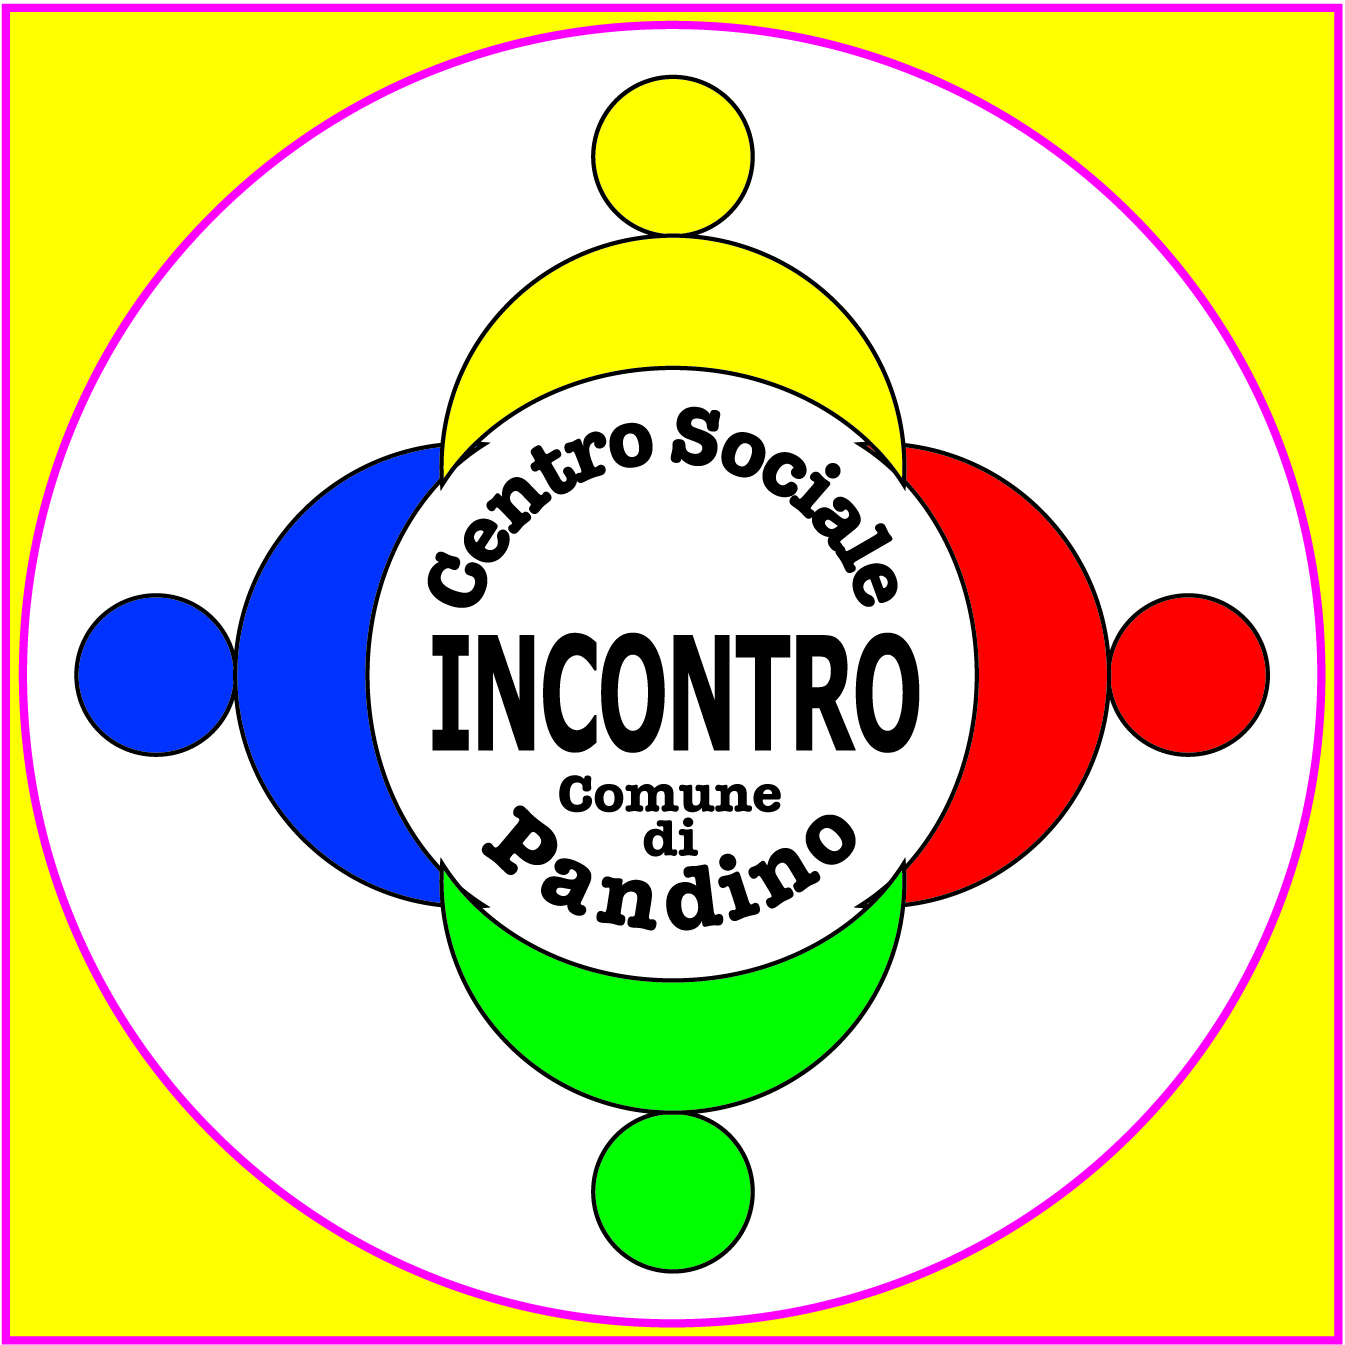 Centro Sociale
INCONTRO
Comune
di
Pandino